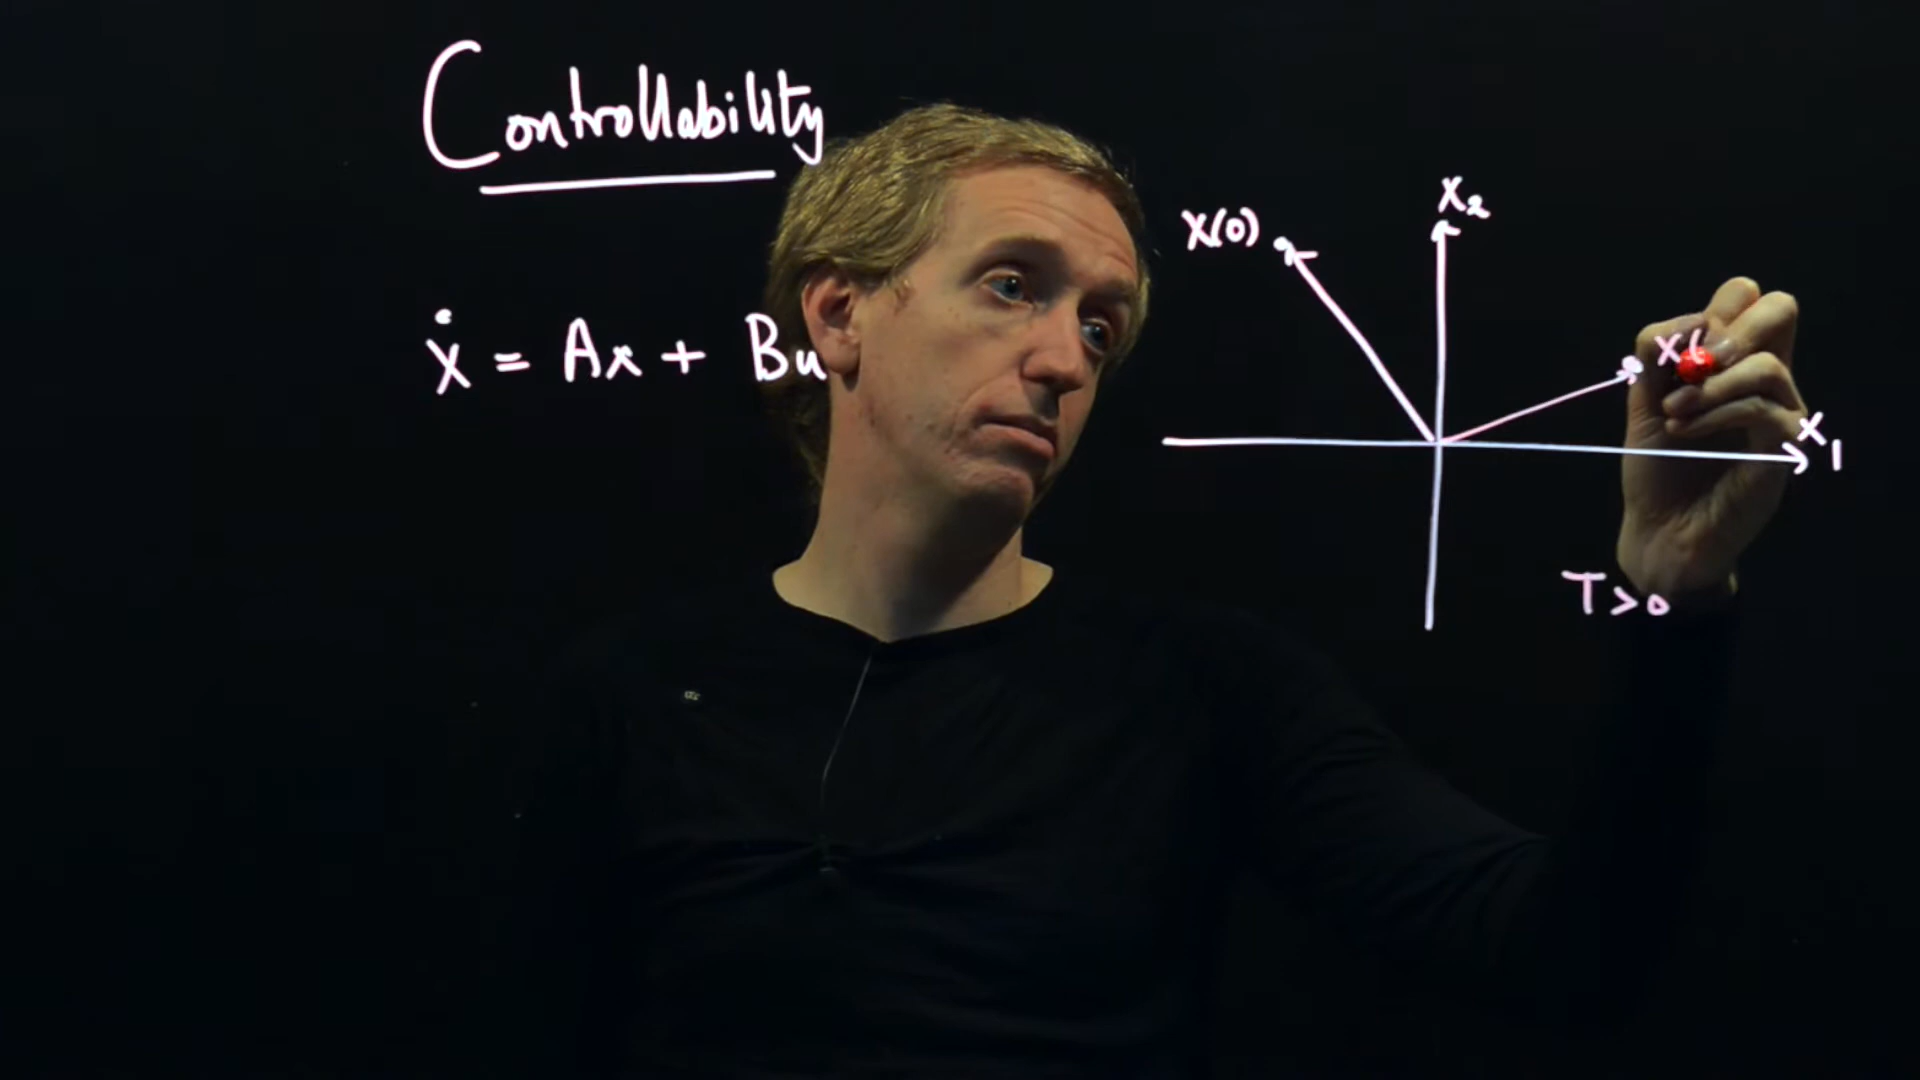 Controllability
ẋ = Ax + Bu
x(0)
x₂
x(
x₁
T>0